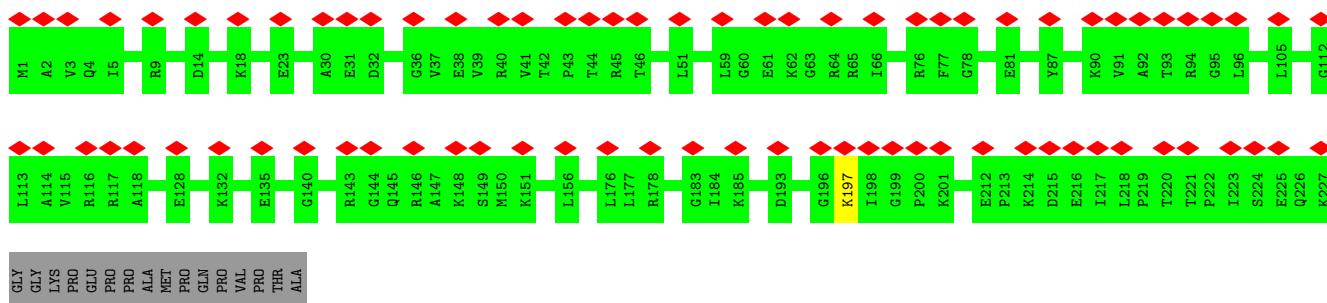 M1 A2 V3 Q4 I5 R9 D14 K18 E23 A30 E31 D32 G36 V37 E38 V39 R40 V41 T42 P43 T44 R45 T46 L51 L59 G60 E61 K62 G63 R64 R65 I66 R76 F77 G78 E81 Y87 K90 V91 A92 T93 R94 G95 L96 L105 G112
L113 A114 V115 R116 R117 A118 E128 K132 E135 G140 R143 G144 Q145 R146 A147 K148 S149 M150 K151 L156 L176 L177 R178 G183 I184 K185 D193 G196 K197 I198 G199 P200 K201 E212 P213 K214 D215 E216 I217 L218 P219 T220 T221 P222 I223 S224 E225 Q226 K227
GLY GLY LYS PRO GLU PRO PRO ALA MET PRO GLN PRO VAL PRO THR ALA